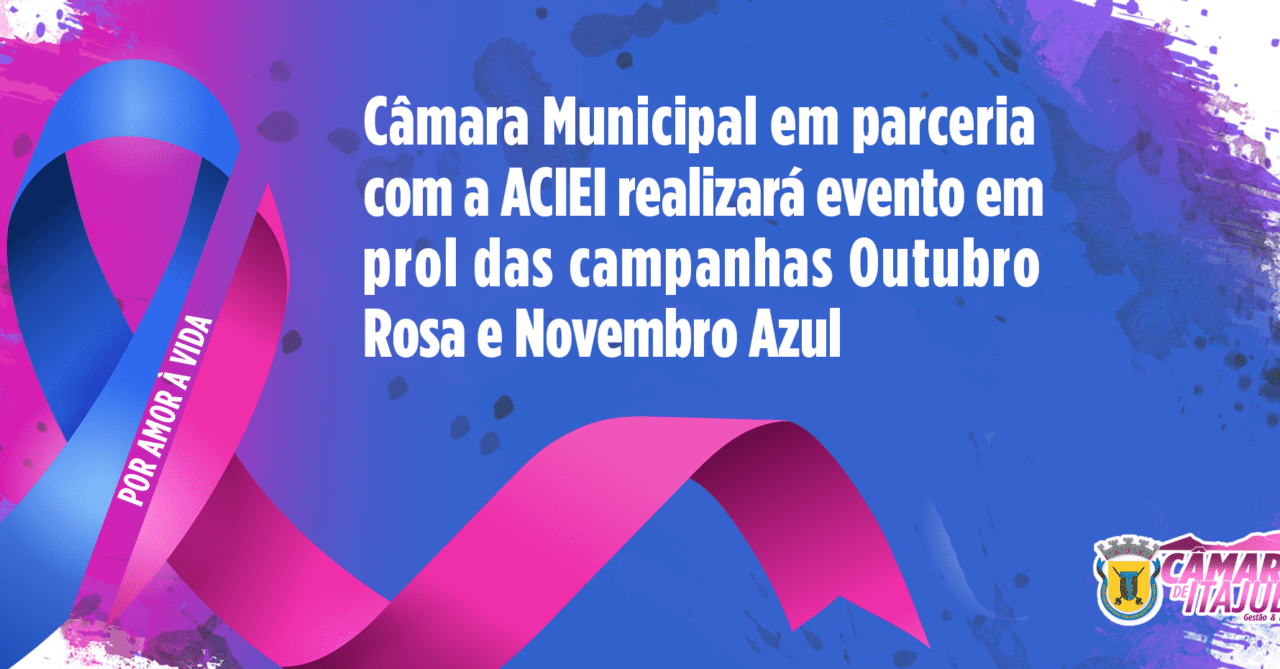 Câmara Municipal em parceria
com a ACIEI realizará evento em
prol das campanhas Outubro
Rosa e Novembro Azul
POR AMOR À VIDA
CÂMAR
DE ITAJUB
Gestão &